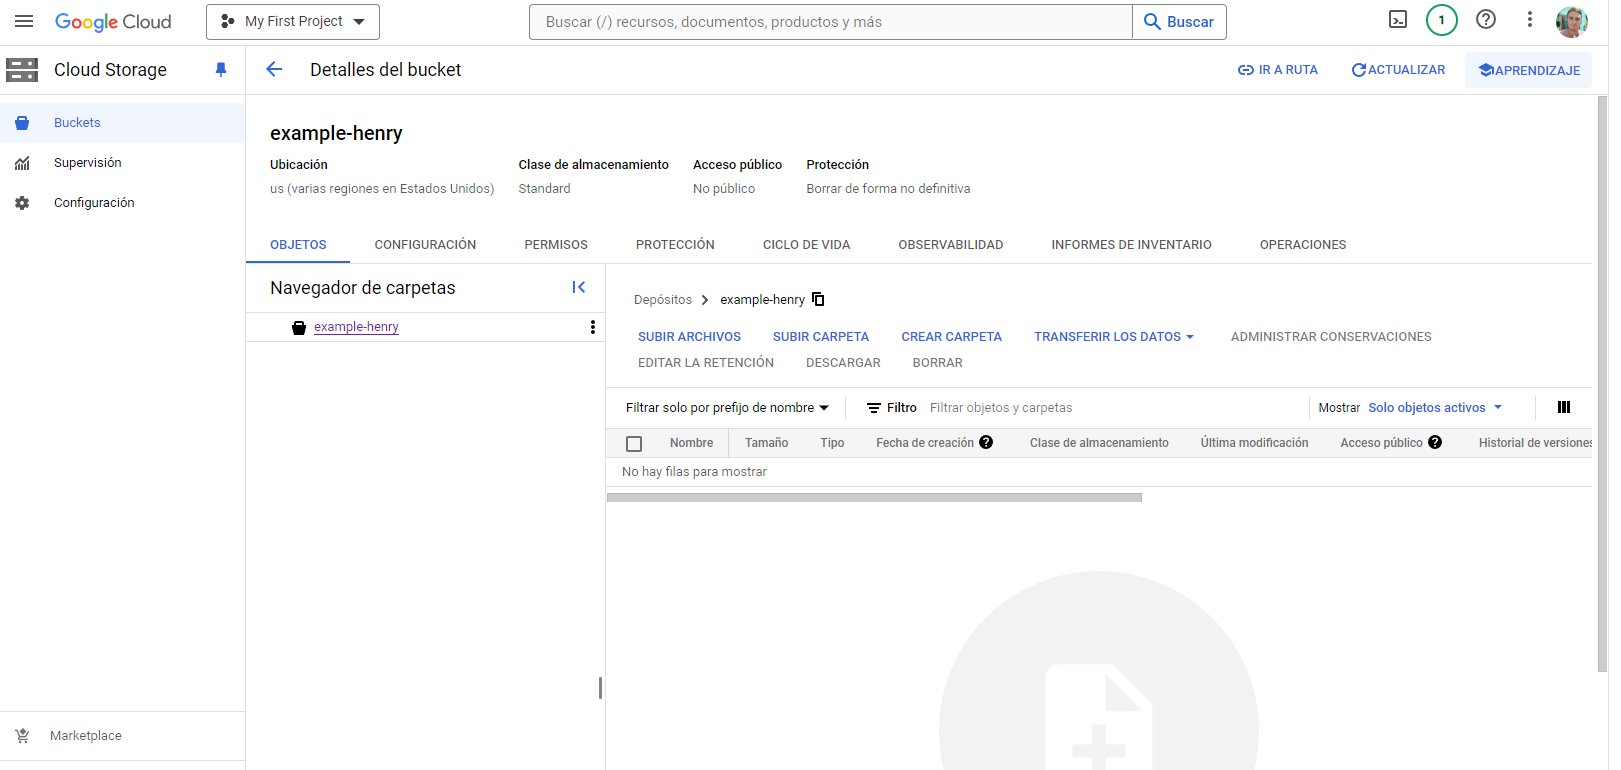 Google Cloud
My First Project
Buscar (/) recursos, documentos, productos y más
Buscar
1
Cloud Storage
Detalles del bucket
IR A RUTA
ACTUALIZAR
APRENDIZAJE
Buckets
Supervisión
Configuración
Marketplace
example-henry
Ubicación Clase de almacenamiento Acceso público Protección
us (varias regiones en Estados Unidos) Standard No público Borrar de forma no definitiva
OBJETOS CONFIGURACIÓN PERMISOS PROTECCIÓN CICLO DE VIDA OBSERVABILIDAD INFORMES DE INVENTARIO OPERACIONES
Navegador de carpetas
example-henry
Depósitos example-henry
SUBIR ARCHIVOS SUBIR CARPETA CREAR CARPETA TRANSFERIR LOS DATOS ADMINISTRAR CONSERVACIONES
EDITAR LA RETENCIÓN DESCARGAR BORRAR
Filtrar solo por prefijo de nombre Filtro Filtrar objetos y carpetas Mostrar Solo objetos activos
Nombre Tamaño Tipo Fecha de creación Clase de almacenamiento Última modificación Acceso público Historial de versiones
No hay filas para mostrar